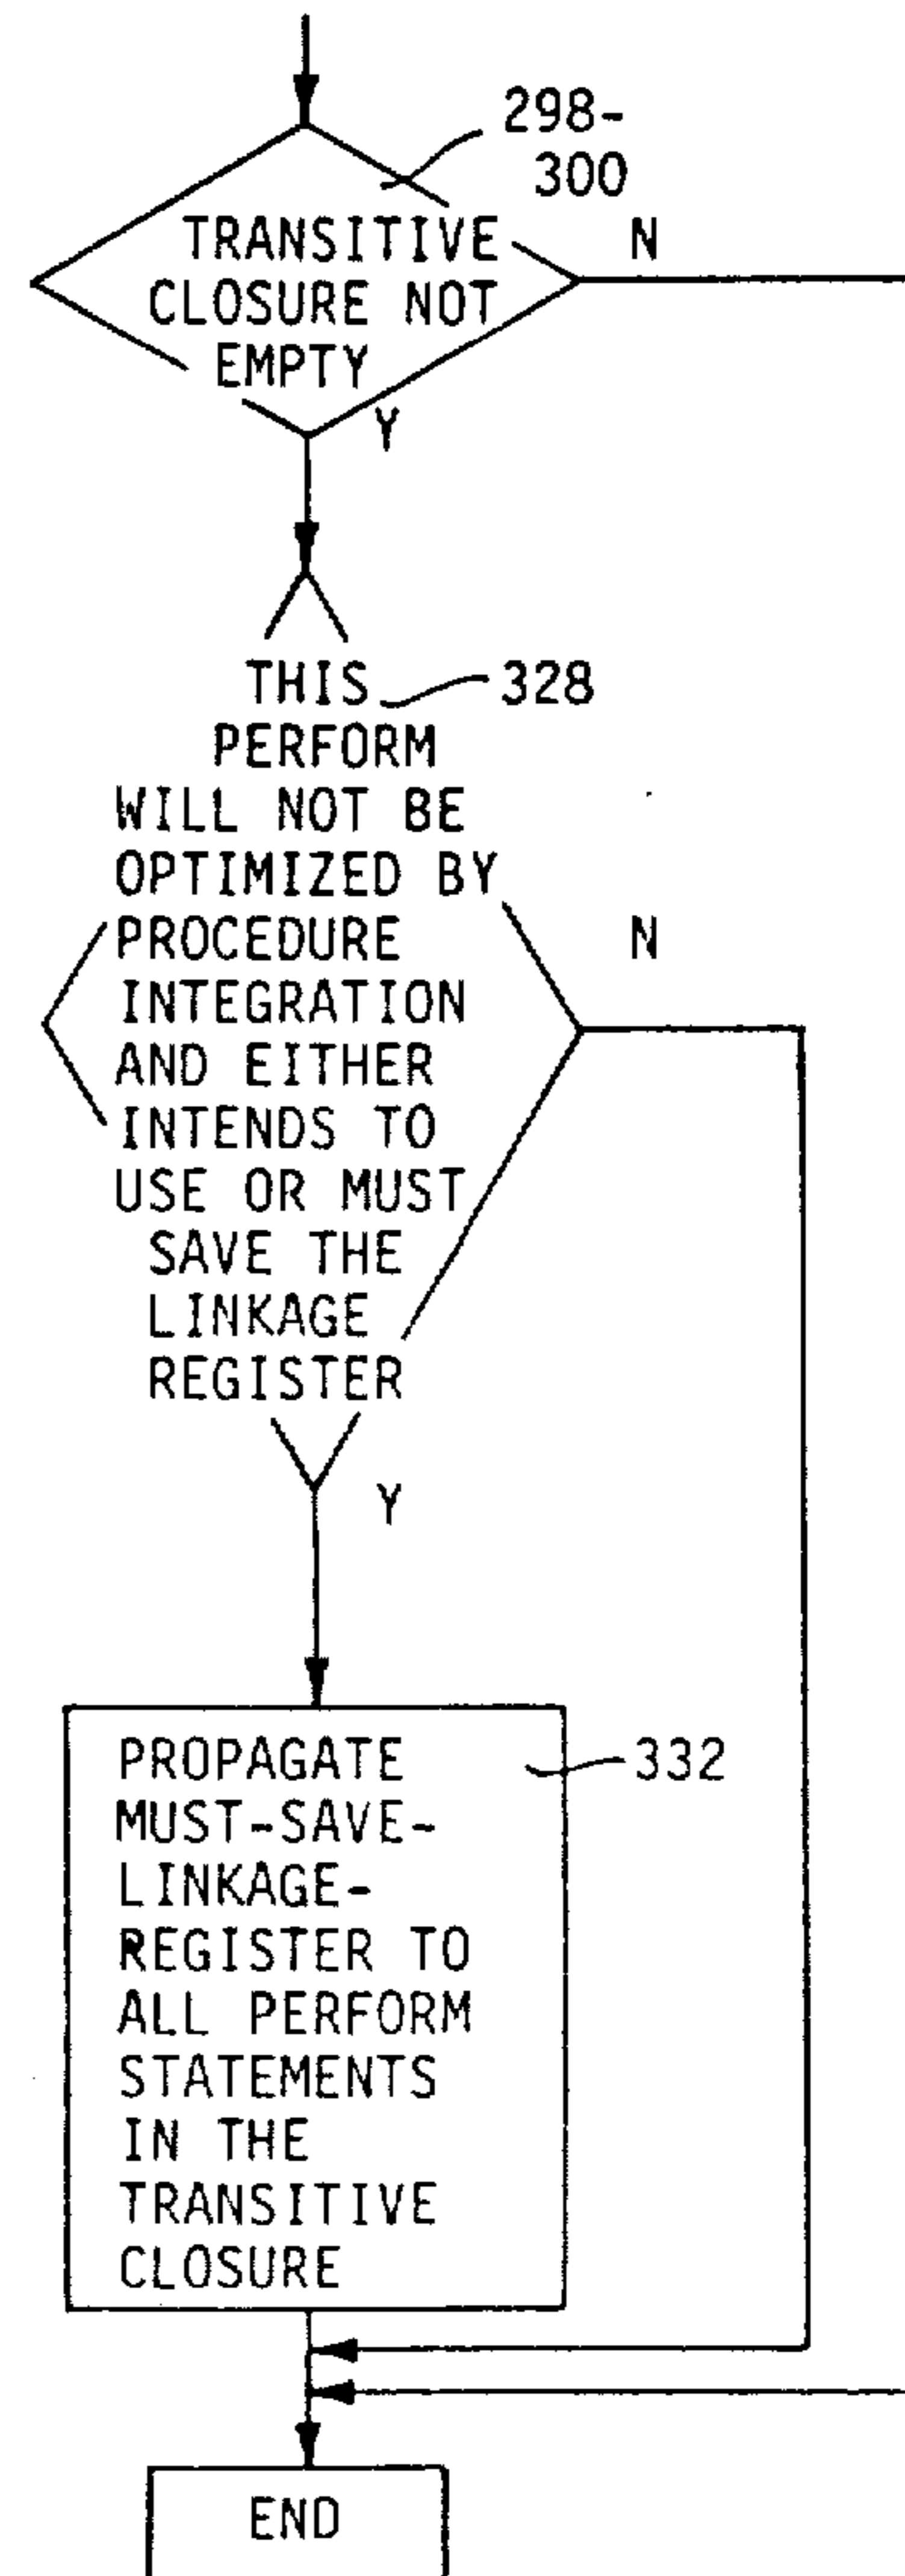 298-
300
TRANSITIVE
CLOSURE NOT
EMPTY
N
Y
THIS
328
PERFORM
WILL NOT BE
OPTIMIZED BY
PROCEDURE
N
INTEGRATION
AND EITHER
INTENDS TO
USE OR MUST
SAVE THE
LINKAGE
REGISTER
Y
PROPAGATE
332
MUST-SAVE-
LINKAGE-
REGISTER TO
ALL PERFORM
STATEMENTS
IN THE
TRANSITIVE
CLOSURE
END